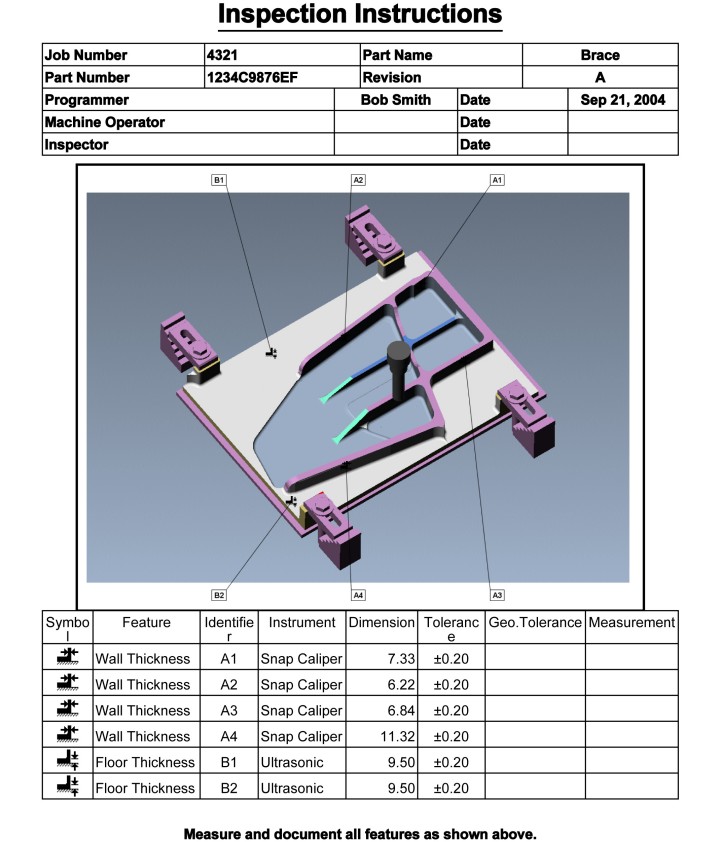 Inspection Instructions
Job Number 4321 Part Name Brace
Part Number 1234C9876EF Revision A
Programmer Bob Smith Date Sep 21, 2004
Machine Operator Date
Inspector Date
B1 A2 A1
B2 A4 A3
Symbol Feature Identifier Instrument Dimension Tolerance Geo.Tolerance Measurement
Wall Thickness A1 Snap Caliper 7.33 ±0.20
Wall Thickness A2 Snap Caliper 6.22 ±0.20
Wall Thickness A3 Snap Caliper 6.84 ±0.20
Wall Thickness A4 Snap Caliper 11.32 ±0.20
Floor Thickness B1 Ultrasonic 9.50 ±0.20
Floor Thickness B2 Ultrasonic 9.50 ±0.20
Measure and document all features as shown above.